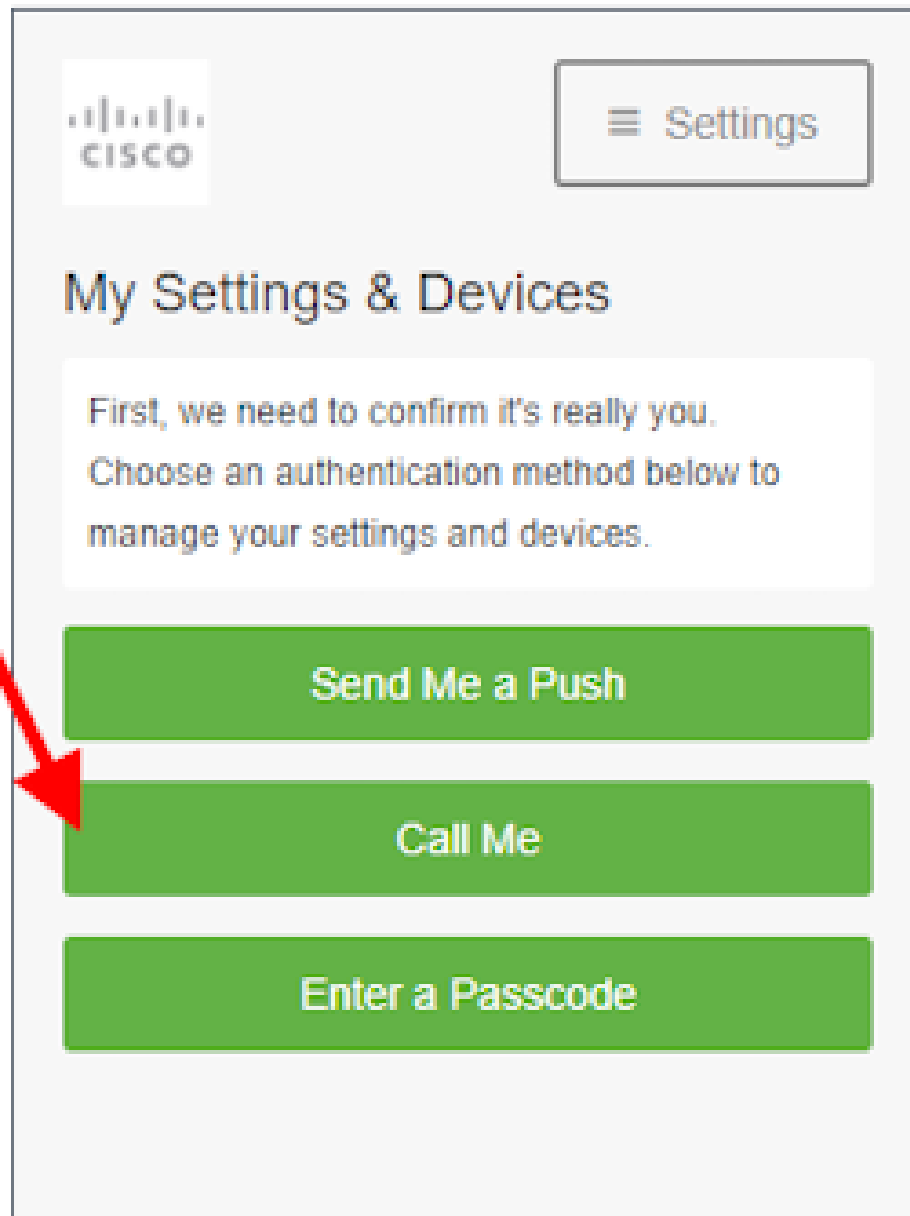 CISCO
Settings
My Settings & Devices
First, we need to confirm it's really you.
Choose an authentication method below to
manage your settings and devices.
Send Me a Push
Call Me
Enter a Passcode